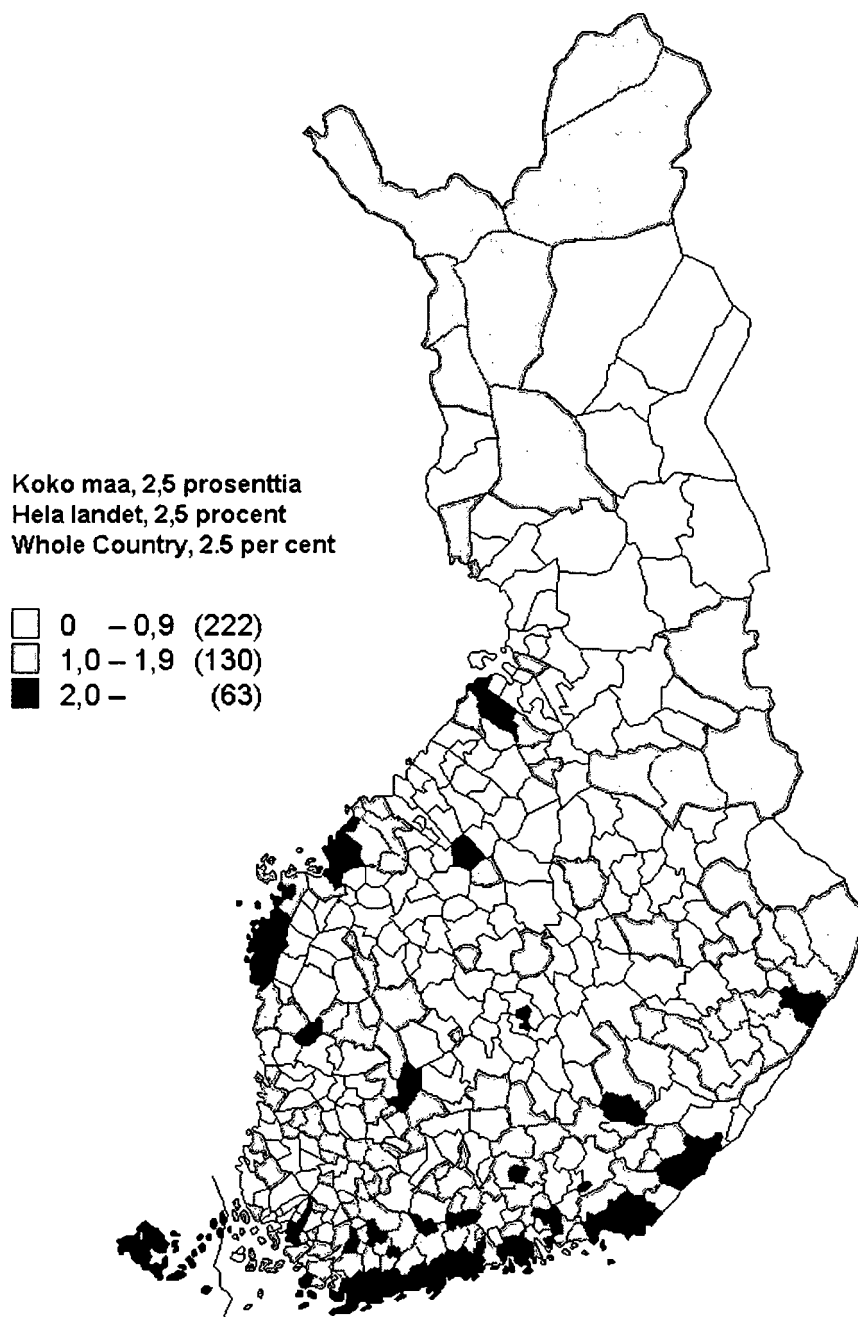 Koko maa, 2,5 prosenttia
Hela landet, 2,5 procent
Whole Country, 2.5 per cent
0 – 0,9 (222)
1,0 – 1,9 (130)
2,0 – (63)